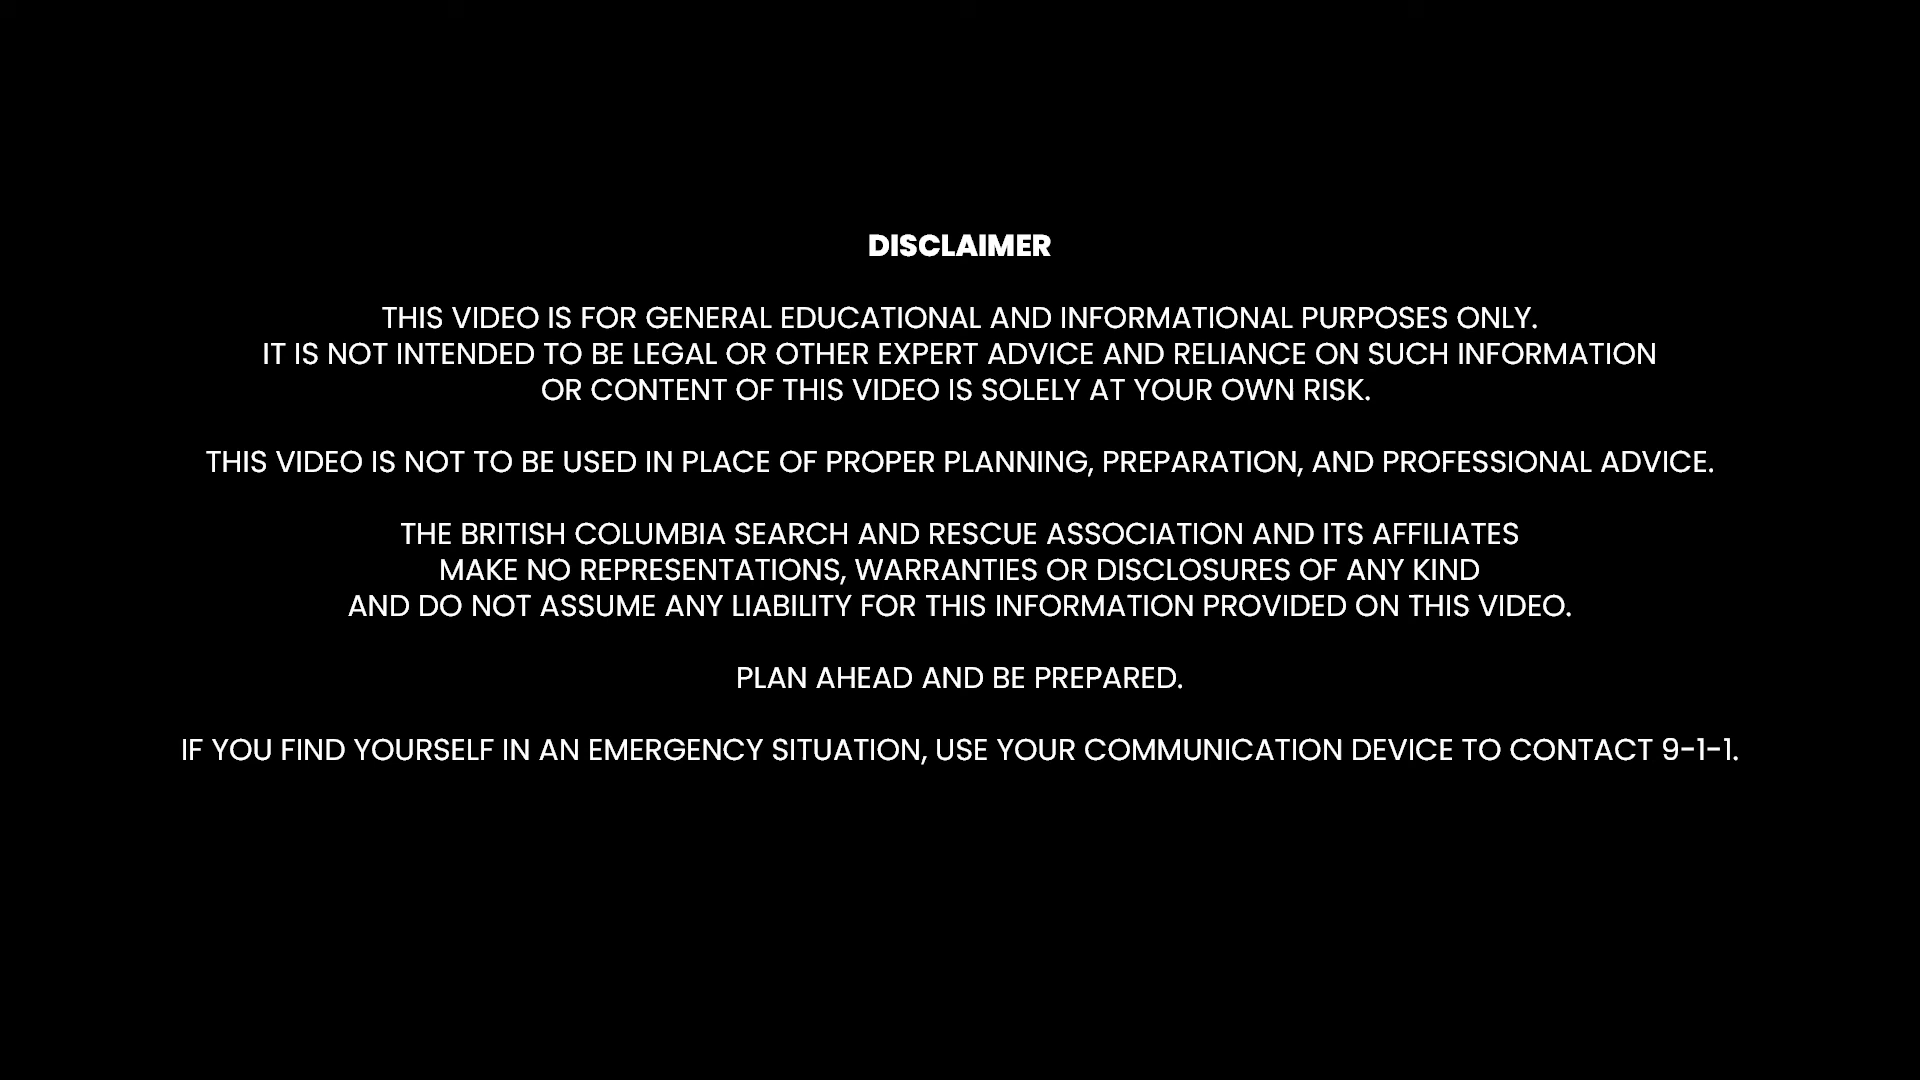 DISCLAIMER
THIS VIDEO IS FOR GENERAL EDUCATIONAL AND INFORMATIONAL PURPOSES ONLY.
IT IS NOT INTENDED TO BE LEGAL OR OTHER EXPERT ADVICE AND RELIANCE ON SUCH INFORMATION
OR CONTENT OF THIS VIDEO IS SOLELY AT YOUR OWN RISK.
THIS VIDEO IS NOT TO BE USED IN PLACE OF PROPER PLANNING, PREPARATION, AND PROFESSIONAL ADVICE.
THE BRITISH COLUMBIA SEARCH AND RESCUE ASSOCIATION AND ITS AFFILIATES
MAKE NO REPRESENTATIONS, WARRANTIES OR DISCLOSURES OF ANY KIND
AND DO NOT ASSUME ANY LIABILITY FOR THIS INFORMATION PROVIDED ON THIS VIDEO.
PLAN AHEAD AND BE PREPARED.
IF YOU FIND YOURSELF IN AN EMERGENCY SITUATION, USE YOUR COMMUNICATION DEVICE TO CONTACT 9-1-1.